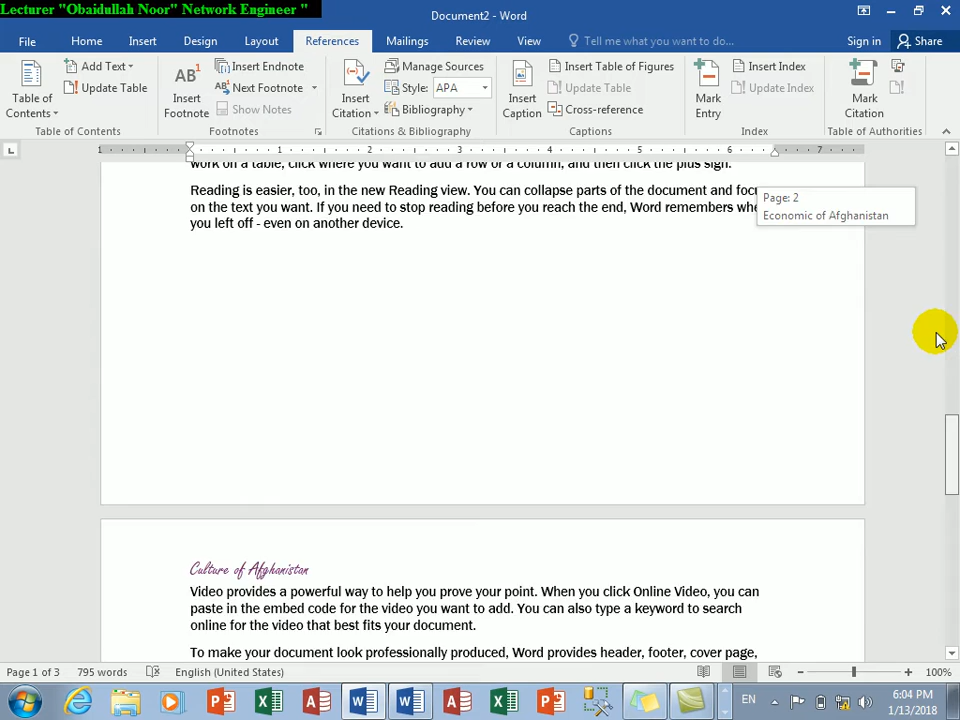 Lecturer "Obaidullah Noor" Network Engineer "
Document2 - Word
File Home Insert Design Layout References Mailings Review View Tell me what you want to do... Sign in Share
Table of Contents
Add Text
Update Table
Table of Contents
AB1
Insert Footnote
Insert Endnote
Next Footnote
Show Notes
Footnotes
Insert Citation
Manage Sources
Style: APA
Bibliography
Citations & Bibliography
Insert Caption
Insert Table of Figures
Update Table
Cross-reference
Captions
Mark Entry
Insert Index
Update Index
Index
Mark Citation
Table of Authorities
1 1 2 3 4 5 6 7
work on a table, click where you want to add a row or a column, and then click the plus sign.
Reading is easier, too, in the new Reading view. You can collapse parts of the document and focu
on the text you want. If you need to stop reading before you reach the end, Word remembers whe
you left off - even on another device.
Page: 2
Economic of Afghanistan
Culture of Afghanistan
Video provides a powerful way to help you prove your point. When you click Online Video, you can
paste in the embed code for the video you want to add. You can also type a keyword to search
online for the video that best fits your document.
To make your document look professionally produced, Word provides header, footer, cover page,
Page 1 of 3 795 words English (United States) 100%
EN
6:04 PM
1/13/2018